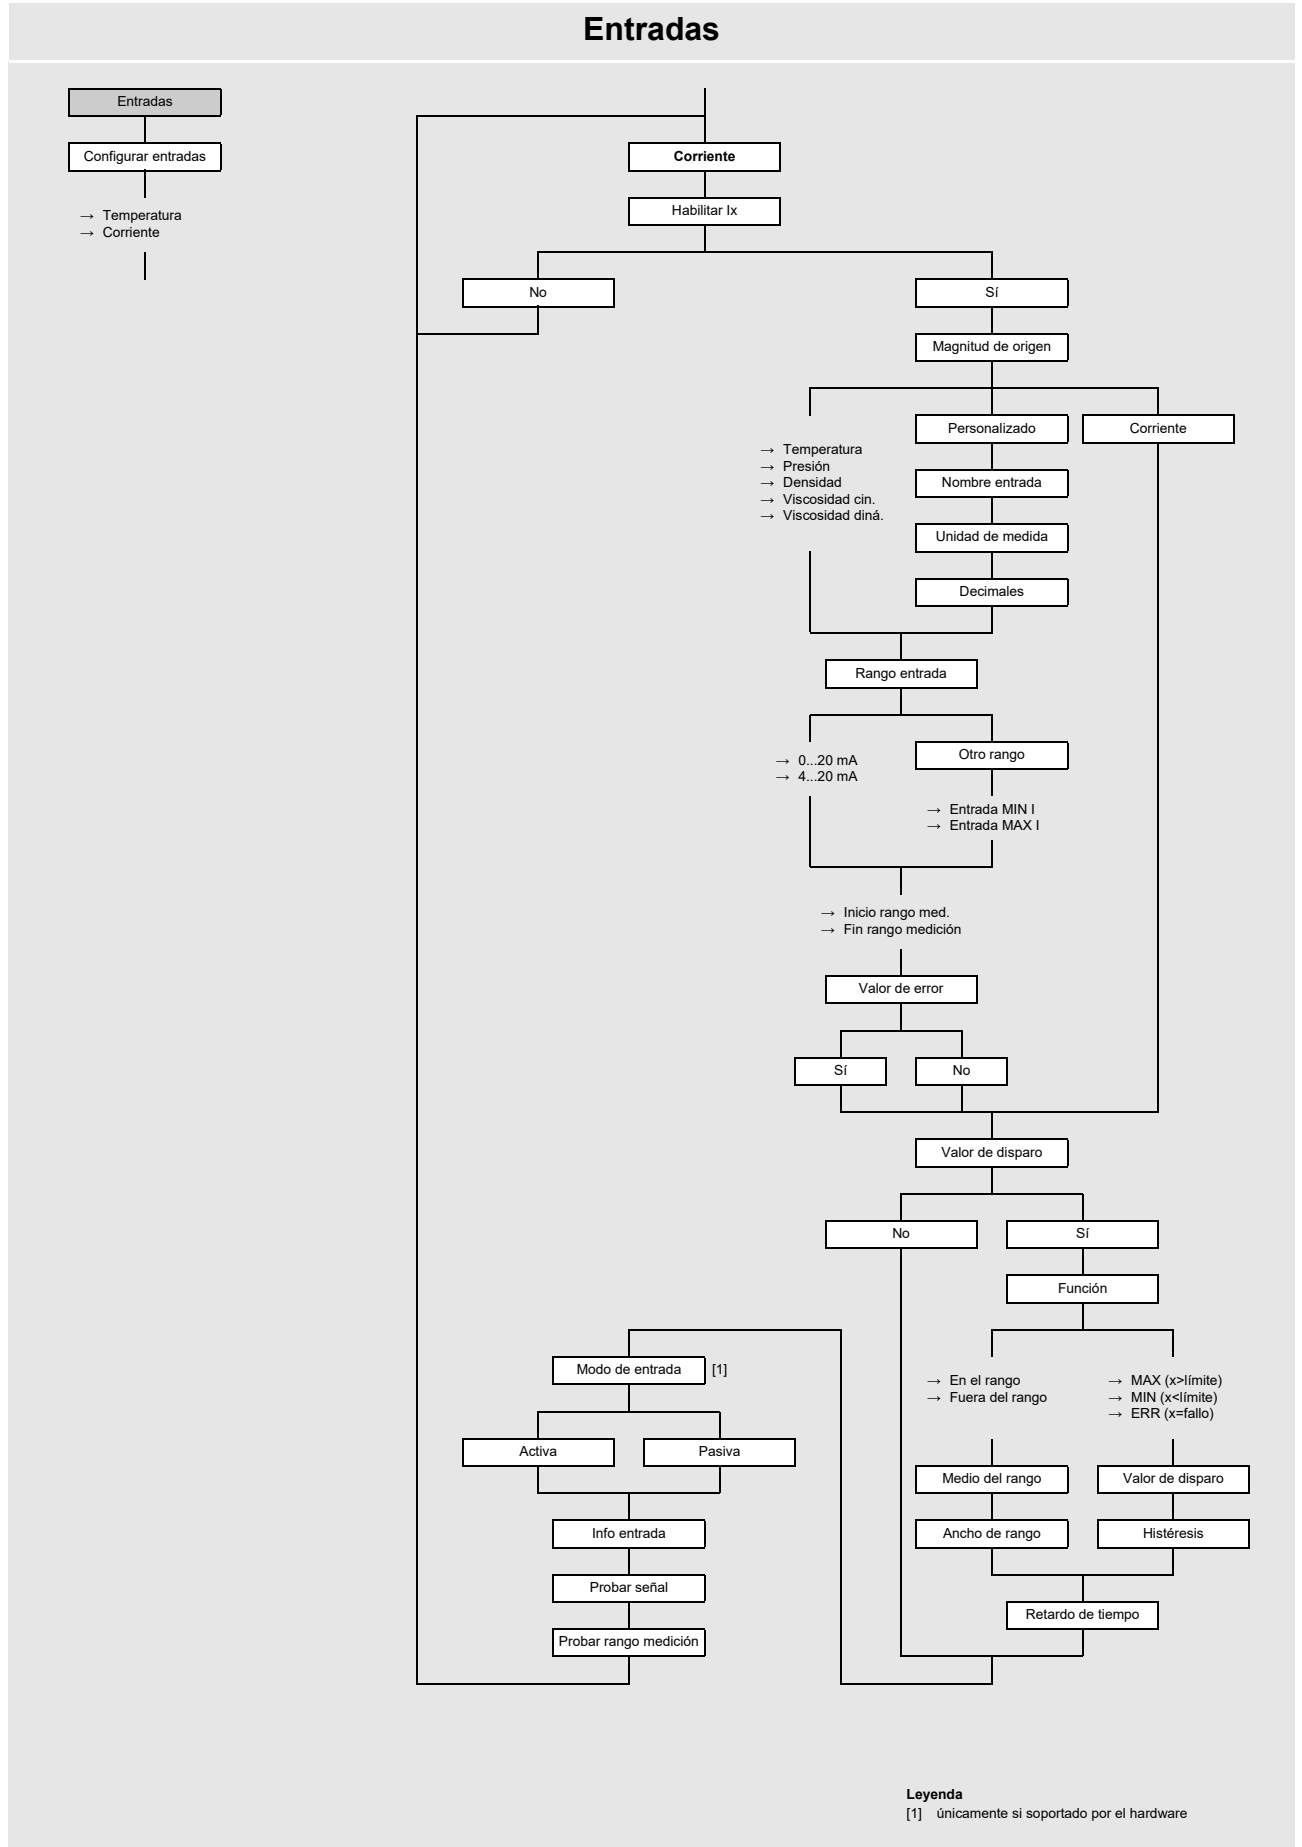 Entradas
Entradas
Configurar entradas
→ Temperatura
→ Corriente
Corriente
Habilitar Ix
No
Sí
Magnitud de origen
Personalizado
Corriente
→ Temperatura
→ Presión
→ Densidad
→ Viscosidad cin.
→ Viscosidad diná.
Nombre entrada
Unidad de medida
Decimales
Rango entrada
→ 0...20 mA
→ 4...20 mA
Otro rango
→ Entrada MIN I
→ Entrada MAX I
→ Inicio rango med.
→ Fin rango medición
Valor de error
Sí
No
Valor de disparo
No
Sí
Función
→ En el rango
→ Fuera del rango
→ MAX (x>límite)
→ MIN (x<límite)
→ ERR (x=fallo)
Medio del rango
Valor de disparo
Ancho de rango
Histéresis
Retardo de tiempo
Modo de entrada [1]
Activa
Pasiva
Info entrada
Probar señal
Probar rango medición
Leyenda
[1] únicamente si soportado por el hardware